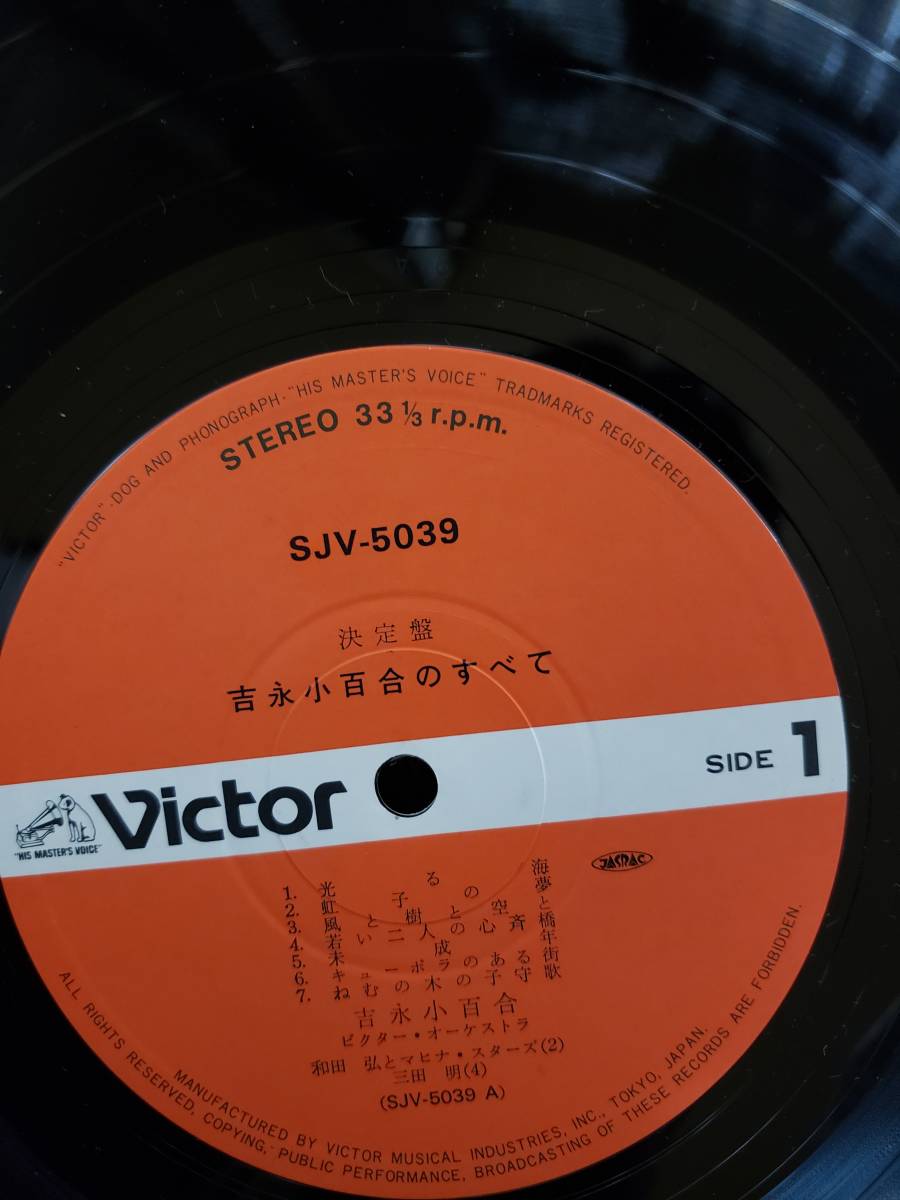 "VICTOR"・DOG AND PHONOGRAPH・"HIS MASTER'S VOICE" TRADMARKS REGISTERED.
STEREO 33 1/3 r.p.m.
SJV-5039
決定盤
吉永小百合のすべて
"HIS MASTER'S VOICE"
Victor
SIDE 1
JASRAC
1. 光る海
2. 虹子の夢
3. 風と樹と空と
4. 若い二人の心斉橋
5. 未成年
6. キューポラのある街
7. ねむの木の子守歌
吉永小百合
ビクター・オーケストラ
和田 弘とマヒナ・スターズ(2)
三田 明(4)
(SJV-5039 A)
MANUFACTURED BY VICTOR MUSICAL INDUSTRIES, INC., TOKYO, JAPAN.
ALL RIGHTS RESERVED, COPYING, PUBLIC PERFORMANCE, BROADCASTING OF THESE RECORDS ARE FORBIDDEN.